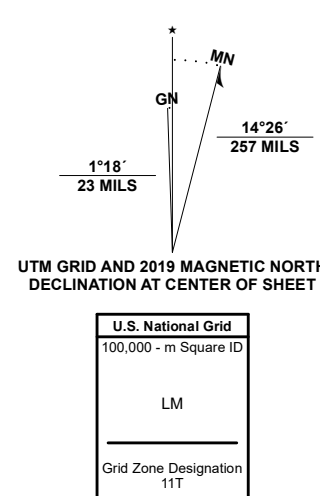 ★
MN
GN
14°26´
257 MILS
1°18´
23 MILS
UTM GRID AND 2019 MAGNETIC NORTH
DECLINATION AT CENTER OF SHEET
U.S. National Grid
100,000 - m Square ID
LM
Grid Zone Designation
11T